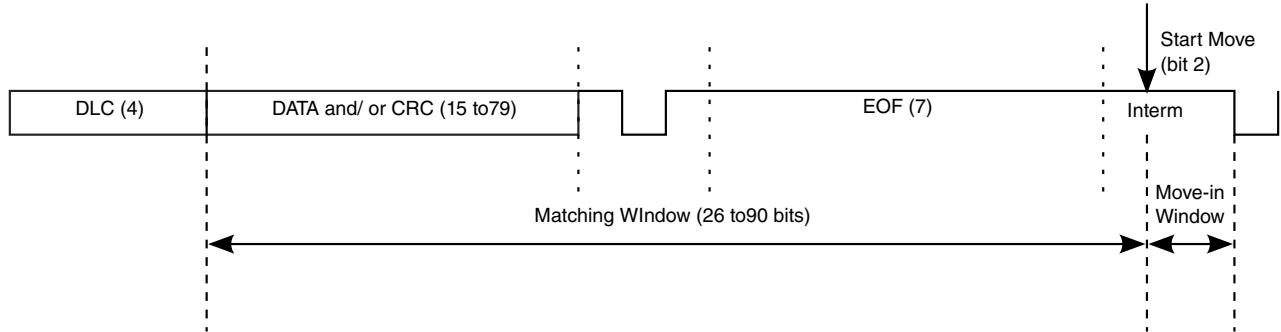 Start Move
(bit 2)
DLC (4)
DATA and/ or CRC (15 to79)
EOF (7)
Interm
Matching WIndow (26 to90 bits)
Move-in
Window